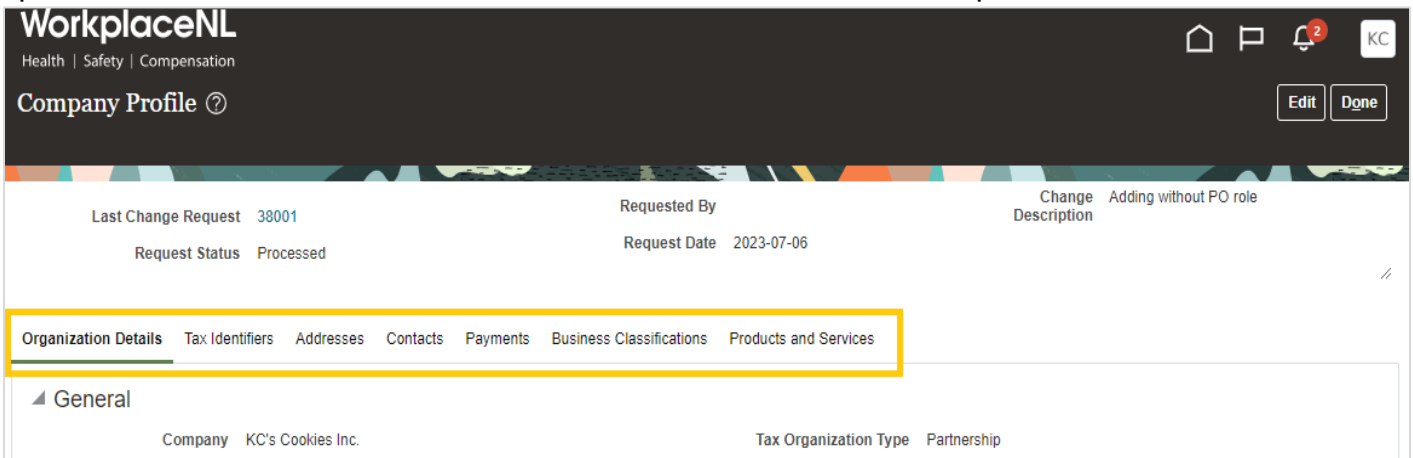 WorkplaceNL
Health | Safety | Compensation
2
KC
Company Profile ?
Edit
Done
Last Change Request 38001
Requested By
Change Description Adding without PO role
Request Status Processed
Request Date 2023-07-06
Organization Details Tax Identifiers Addresses Contacts Payments Business Classifications Products and Services
General
Company KC's Cookies Inc.
Tax Organization Type Partnership